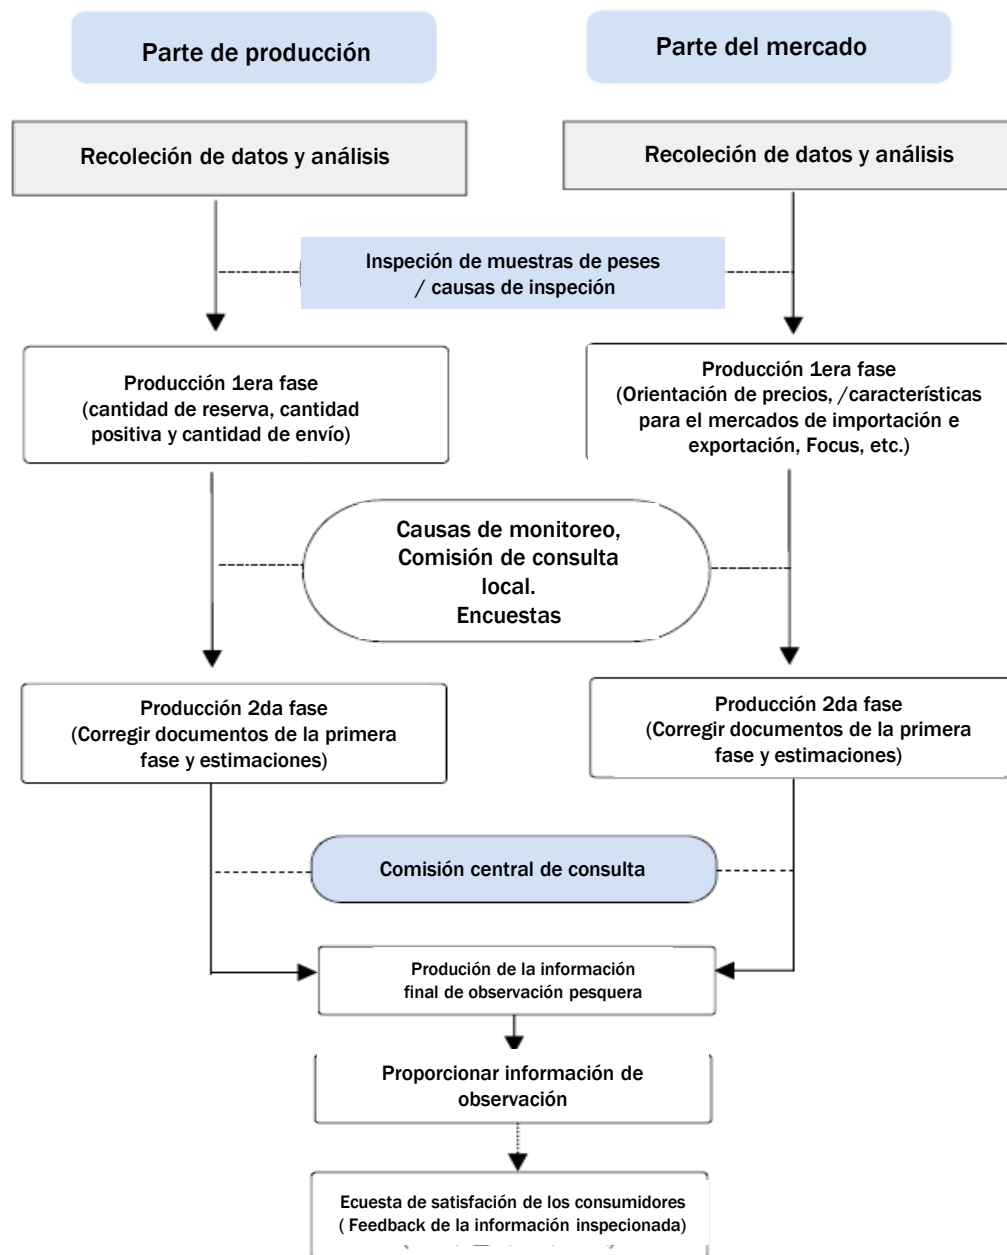 Parte de producción
Parte del mercado
Recoleción de datos y análisis
Recoleción de datos y análisis
Inspeción de muestras de peses
/ causas de inspeción
Producción 1era fase
(cantidad de reserva, cantidad
positiva y cantidad de envío)
Producción 1era fase
(Orientación de precios, /características
para el mercados de importación e
exportación, Focus, etc.)
Causas de monitoreo,
Comisión de consulta
local.
Encuestas
Producción 2da fase
(Corregir documentos de la primera
fase y estimaciones)
Producción 2da fase
(Corregir documentos de la primera
fase y estimaciones)
Comisión central de consulta
Produción de la información
final de observación pesquera
Proporcionar información de
observación
Ecuesta de satisfacción de los consumidores
( Feedback de la información inspecionada)